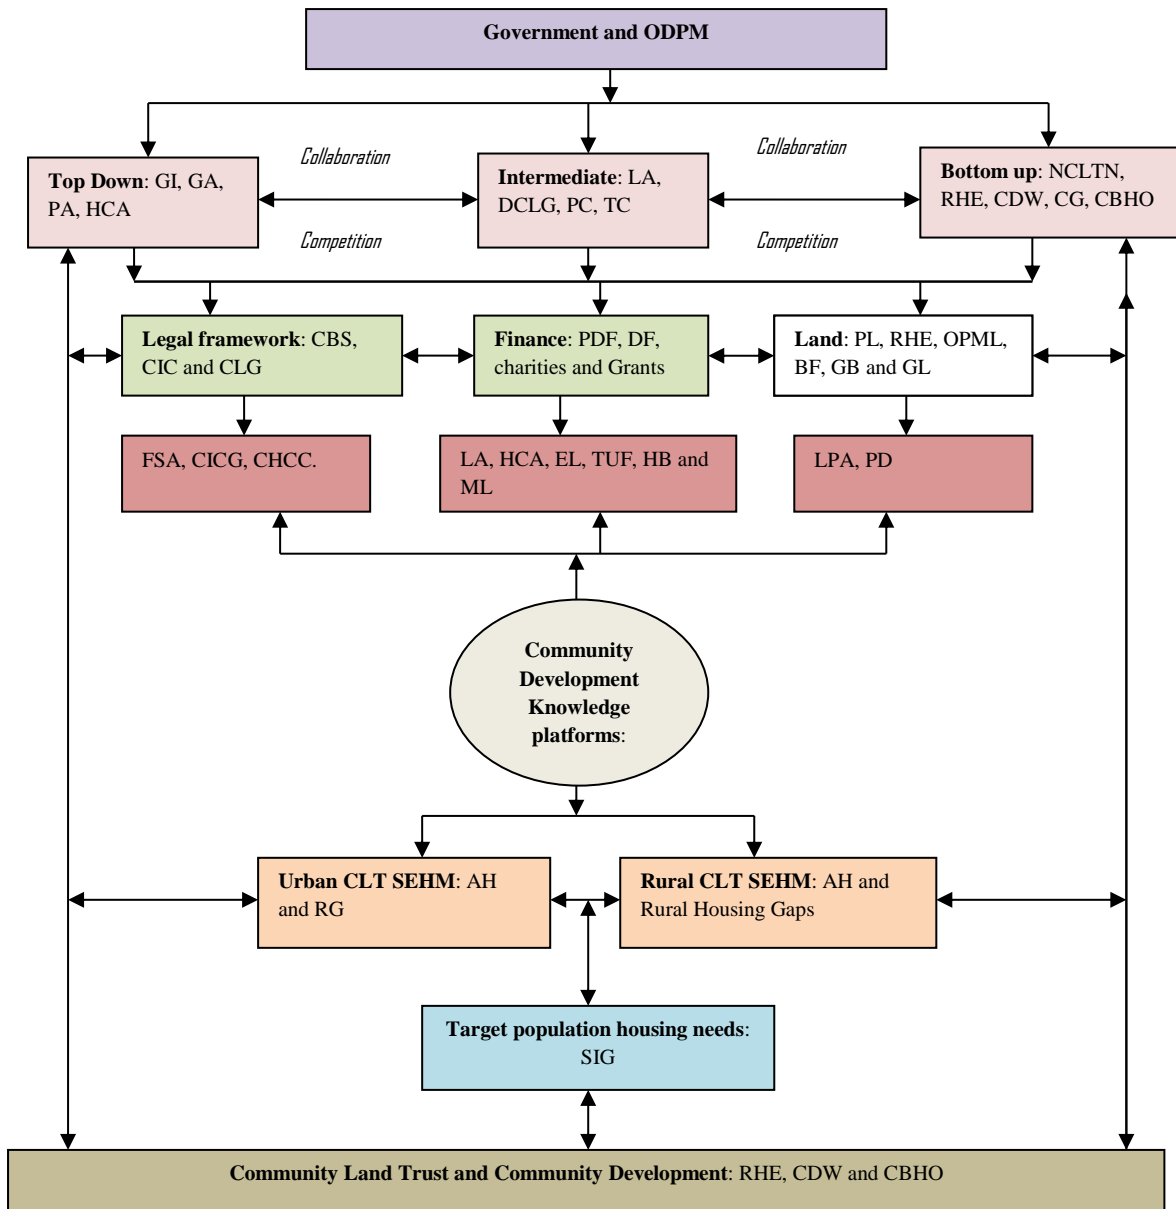 Government and ODPM
Collaboration
Collaboration
Top Down: GI, GA,
PA, HCA
Intermediate: LA,
DCLG, PC, TC
Bottom up: NCLTN,
RHE, CDW, CG, CBHO
Competition
Competition
Legal framework: CBS,
CIC and CLG
Finance: PDF, DF,
charities and Grants
Land: PL, RHE, OPML,
BF, GB and GL
FSA, CICG, CHCC.
LA, HCA, EL, TUF, HB and
ML
LPA, PD
Community
Development
Knowledge
platforms:
Urban CLT SEHM: AH
and RG
Rural CLT SEHM: AH and
Rural Housing Gaps
Target population housing needs:
SIG
Community Land Trust and Community Development: RHE, CDW and CBHO